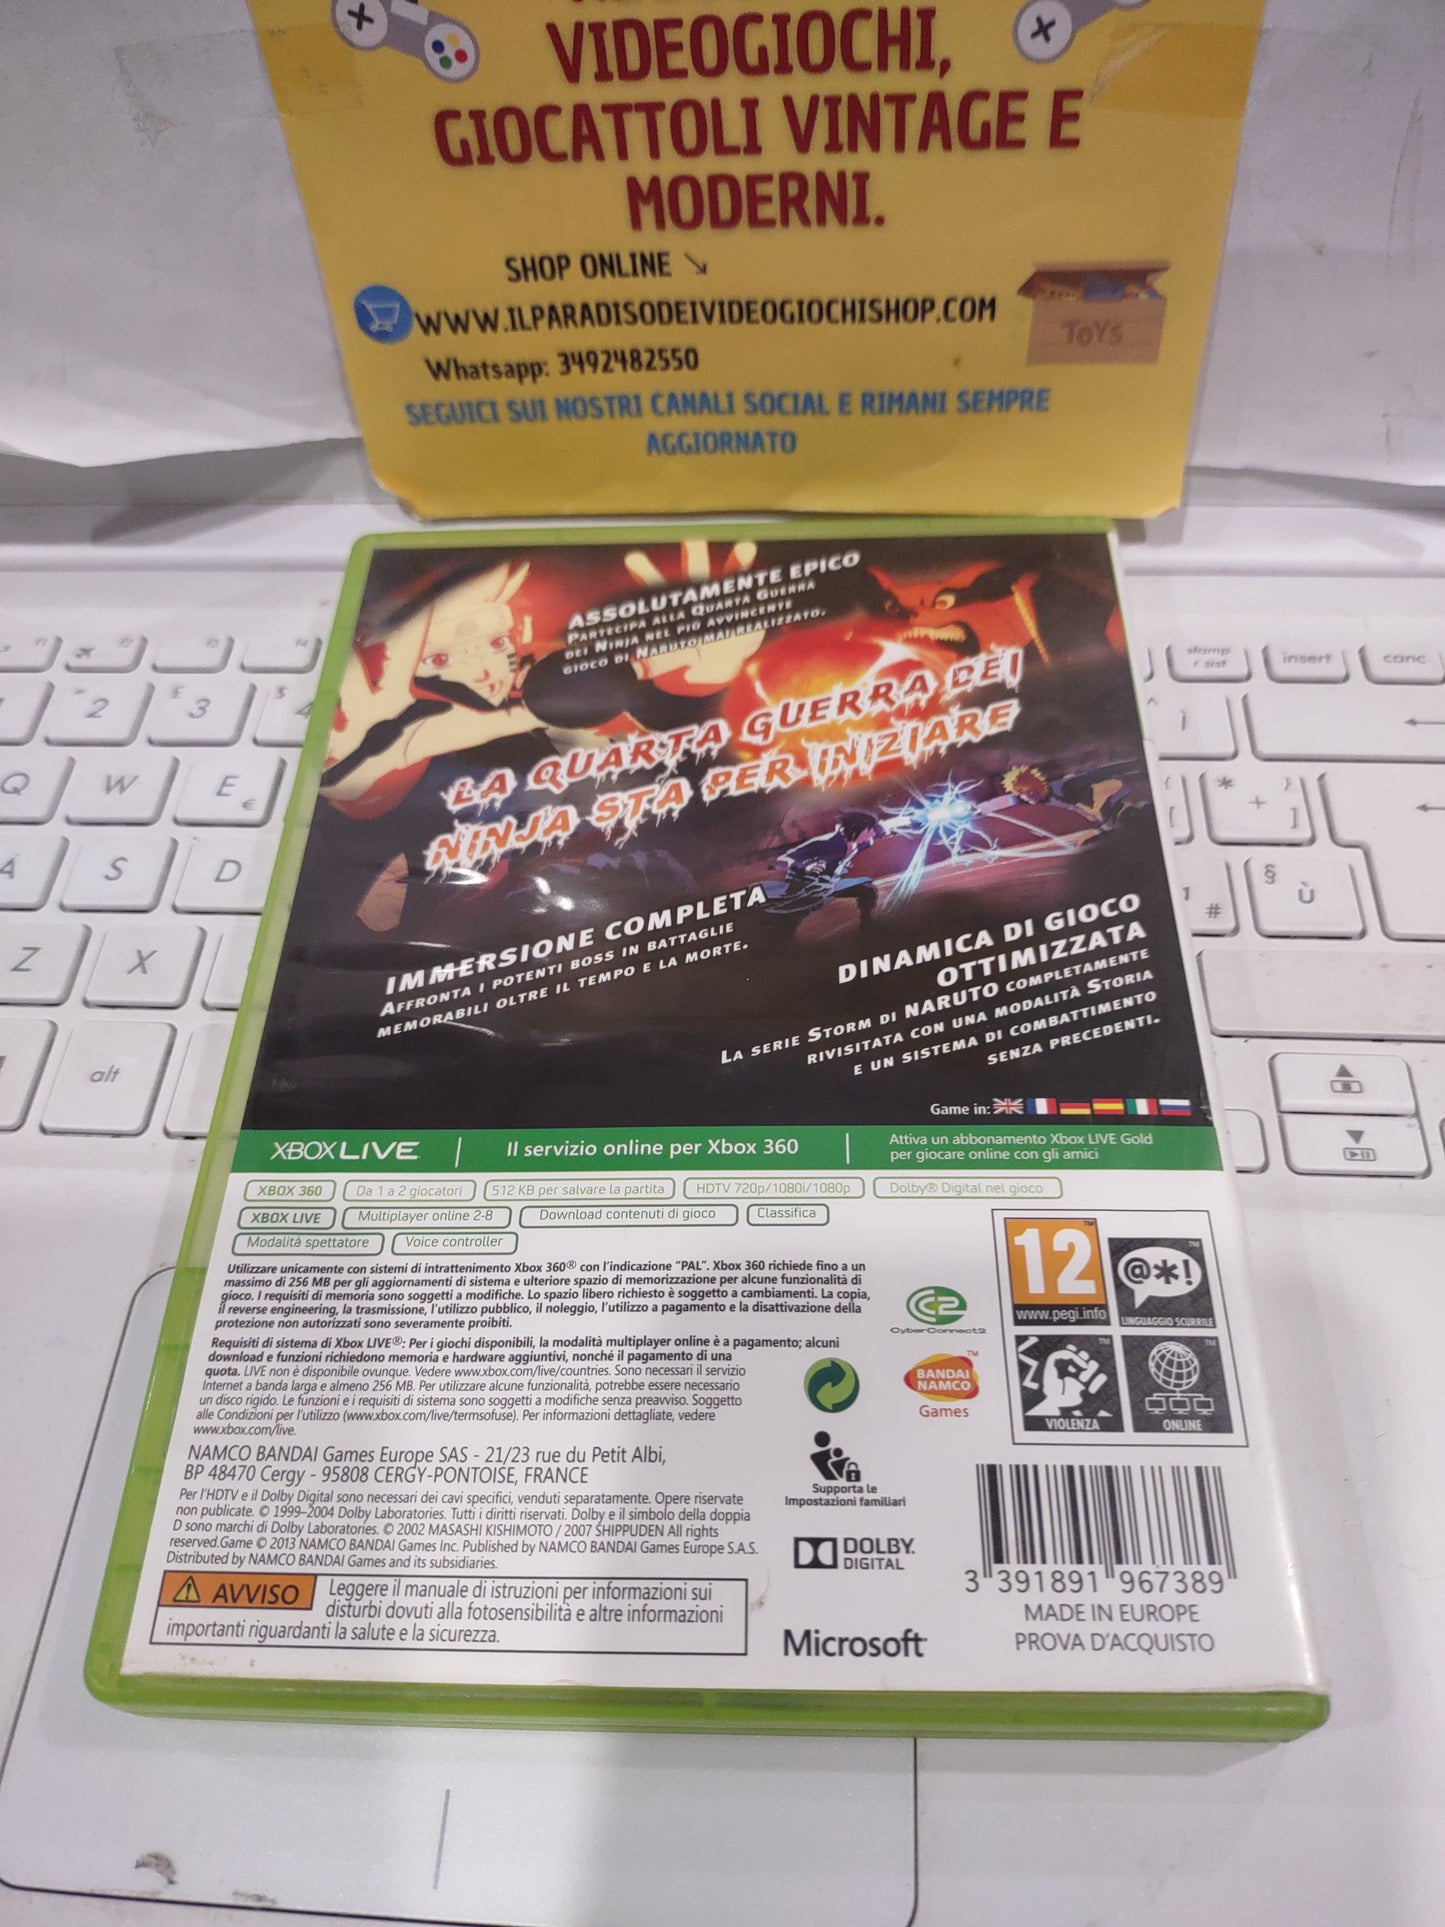 VIDEOGIOCHI,
GIOCATTOLI VINTAGE E
MODERNI.
SHOP ONLINE
WWW.ILPARADISODEIVIDEOGIOCHISHOP.COM
TOYS
Whatsapp: 3492482550
SEGUICI SUI NOSTRI CANALI SOCIAL E RIMANI SEMPRE
AGGIORNATO
ASSOLUTAMENTE EPICO
PARTECIPA ALLA QUARTA GUERRA
DEI NINJA NEL PIÙ AVVINCENTE
GIOCO DI NARUTO MAI REALIZZATO.
LA QUARTA GUERRA DEI
NINJA STA PER INIZIARE
IMMERSIONE COMPLETA
AFFRONTA I POTENTI BOSS IN BATTAGLIE
MEMORABILI OLTRE IL TEMPO E LA MORTE.
DINAMICA DI GIOCO
OTTIMIZZATA
LA SERIE STORM DI NARUTO COMPLETAMENTE
RIVISITATA CON UNA MODALITÀ STORIA
E UN SISTEMA DI COMBATTIMENTO
SENZA PRECEDENTI.
Game in:
XBOX LIVE | Il servizio online per Xbox 360 | Attiva un abbonamento Xbox LIVE Gold
per giocare online con gli amici
XBOX 360 Da 1 a 2 giocatori 512 KB per salvare la partita HDTV 720p/1080i/1080p Dolby® Digital nel gioco
XBOX LIVE Multiplayer online 2-8 Download contenuti di gioco Classifica
Modalità spettatore Voice controller
Utilizzare unicamente con sistemi di intrattenimento Xbox 360® con l'indicazione "PAL". Xbox 360 richiede fino a un
massimo di 256 MB per gli aggiornamenti di sistema e ulteriore spazio di memorizzazione per alcune funzionalità di
gioco. I requisiti di memoria sono soggetti a modifiche. Lo spazio libero richiesto è soggetto a cambiamenti. La copia,
il reverse engineering, la trasmissione, l'utilizzo pubblico, il noleggio, l'utilizzo a pagamento e la disattivazione della
protezione non autorizzati sono severamente proibiti.
Requisiti di sistema di Xbox LIVE®: Per i giochi disponibili, la modalità multiplayer online è a pagamento; alcuni
download e funzioni richiedono memoria e hardware aggiuntivi, nonché il pagamento di una
quota. LIVE non è disponibile ovunque. Vedere www.xbox.com/live/countries. Sono necessari il servizio
Internet a banda larga e almeno 256 MB. Per utilizzare alcune funzionalità, potrebbe essere necessario
un disco rigido. Le funzioni e i requisiti di sistema sono soggetti a modifiche senza preavviso. Soggetto
alle Condizioni per l'utilizzo (www.xbox.com/live/termsofuse). Per informazioni dettagliate, vedere
www.xbox.com/live.
NAMCO BANDAI Games Europe SAS - 21/23 rue du Petit Albi,
BP 48470 Cergy - 95808 CERGY-PONTOISE, FRANCE
Per l'HDTV e il Dolby Digital sono necessari dei cavi specifici, venduti separatamente. Opere riservate
non publicate. © 1999-2004 Dolby Laboratories. Tutti i diritti riservati. Dolby e il simbolo della doppia
D sono marchi di Dolby Laboratories. © 2002 MASASHI KISHIMOTO / 2007 SHIPPUDEN All rights
reserved.Game © 2013 NAMCO BANDAI Games Inc. Published by NAMCO BANDAI Games Europe S.A.S.
Distributed by NAMCO BANDAI Games and its subsidiaries.
AVVISO Leggere il manuale di istruzioni per informazioni sui
disturbi dovuti alla fotosensibilità e altre informazioni
importanti riguardanti la salute e la sicurezza.
CyberConnect2
BANDAI
NAMCO
Games
Supporta le
Impostazioni familiari
DOLBY.
DIGITAL
Microsoft
12
www.pegi.info
@*!
LINGUAGGIO SCURRILE
VIOLENZA
ONLINE
3 391891 967389
MADE IN EUROPE
PROVA D'ACQUISTO
2
£ 3
$ 4
Q W E €
A S D
Z X
alt
stamp
r sist
insert
canc
* + ]
§ ù
#